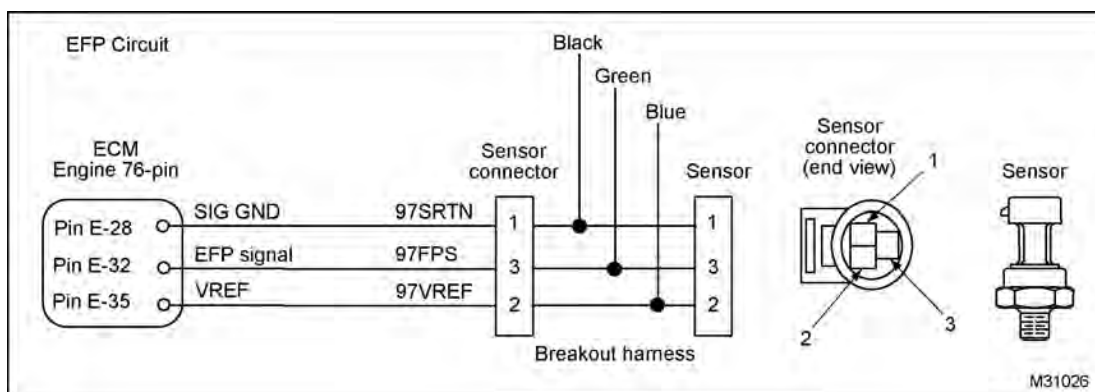 EFP Circuit
Black
Green
Blue
ECM
Engine 76-pin
Sensor
connector
Sensor
Sensor
connector
(end view)
1
Sensor
Pin E-28 SIG GND 97SRTN 1 1
Pin E-32 EFP signal 97FPS 3 3
Pin E-35 VREF 97VREF 2 2
2
3
Breakout harness
M31026